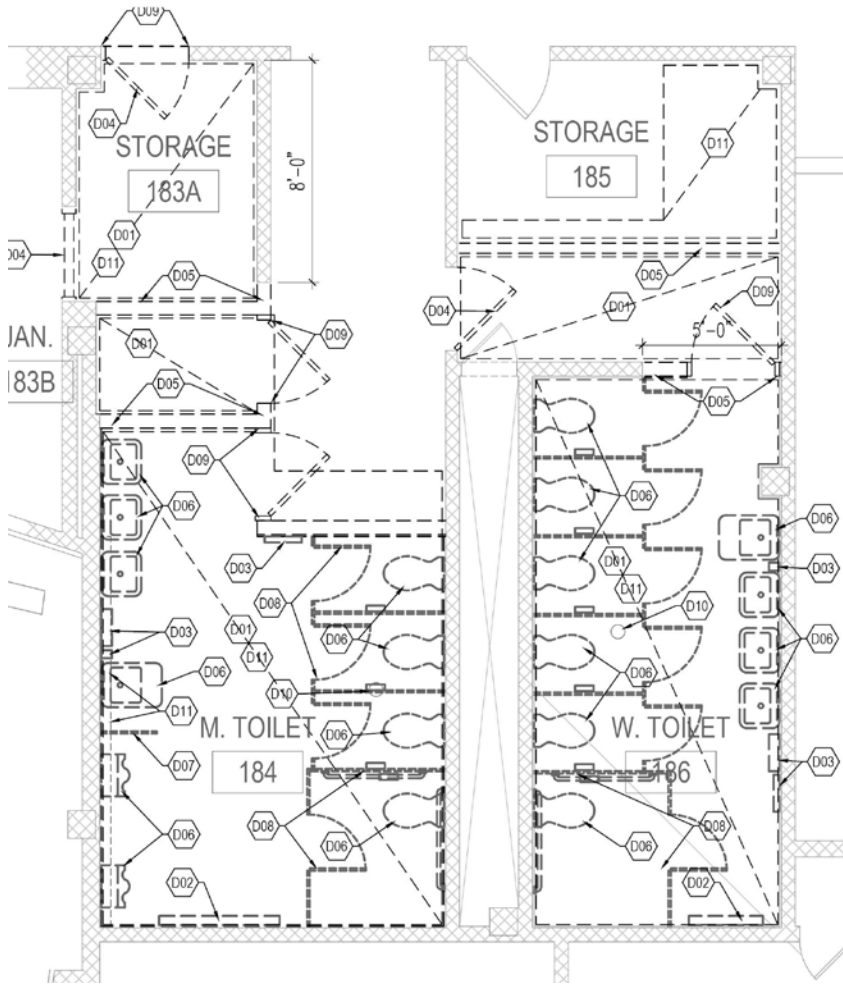 D09
D04
STORAGE
183A
8'-0"
STORAGE
185
D11
D01
D11
D04
D05
D05
D04
D01
D09
5'-0"
JAN.
183B
D01
D09
D05
D05
D09
D06
D06
D06
D03
D01
D11
D03
D08
D10
D06
D03
D01
D11
D06
D06
D06
D10
D11
M. TOILET
184
D07
D06
W. TOILET
186
D03
D06
D08
D06
D06
D08
D02
D02